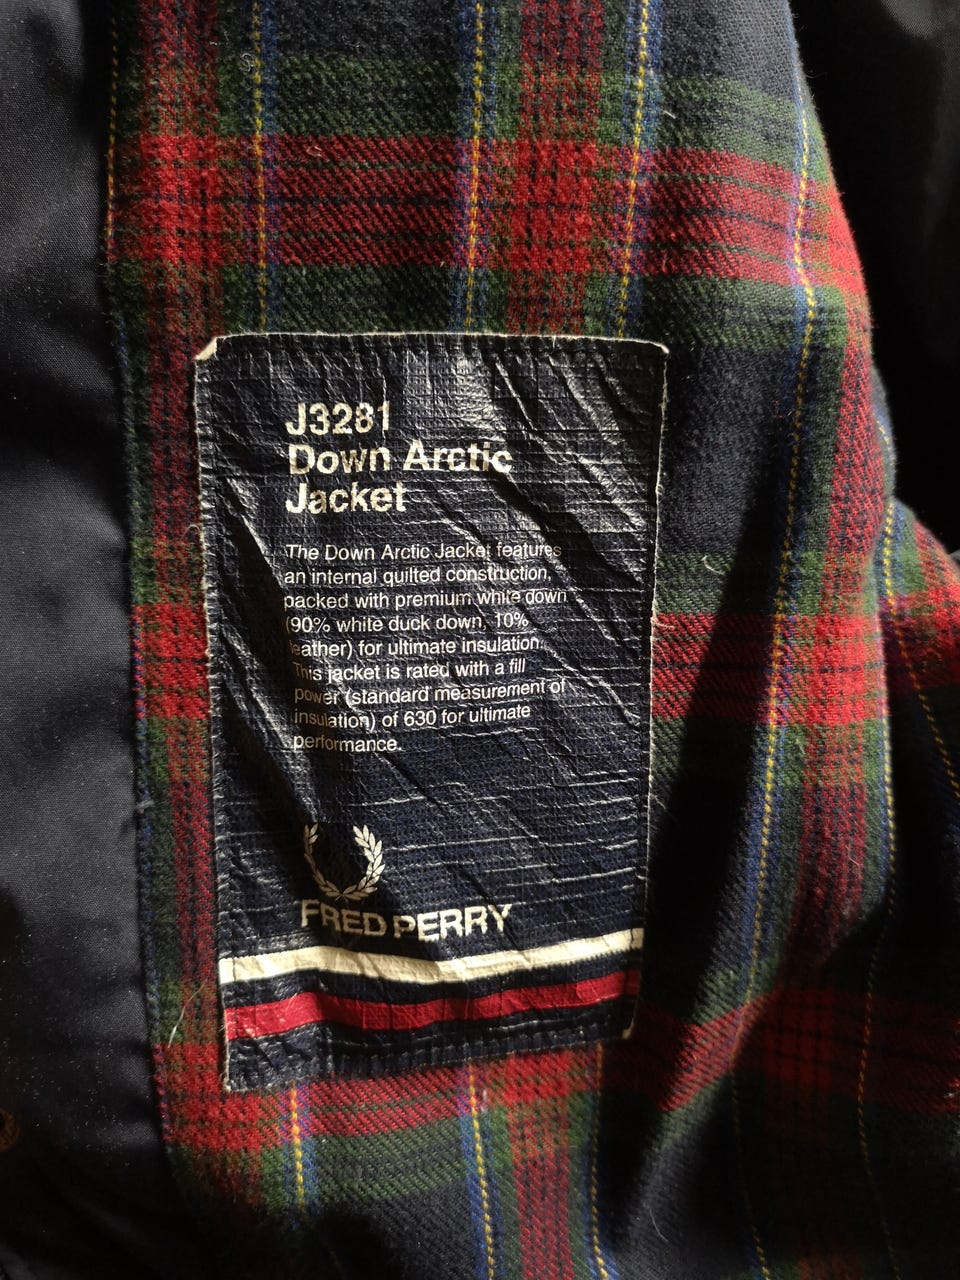 J3281
Down Arctic
Jacket
The Down Arctic Jacket features
an internal quilted construction,
packed with premium white down
(90% white duck down, 10%
feather) for ultimate insulation.
This jacket is rated with a fill
power (standard measurement of
insulation) of 630 for ultimate
performance.
FRED PERRY